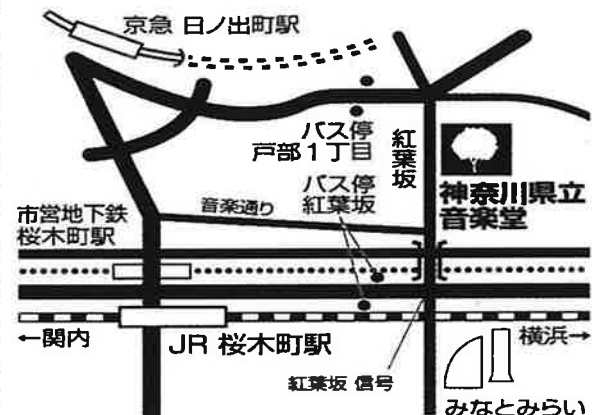 京急 日ノ出町駅
バス停
戸部1丁目
紅葉坂
バス停
紅葉坂
神奈川県立
音楽堂
音楽通り
市営地下鉄
桜木町駅
←関内
JR 桜木町駅
横浜→
紅葉坂 信号
みなとみらい